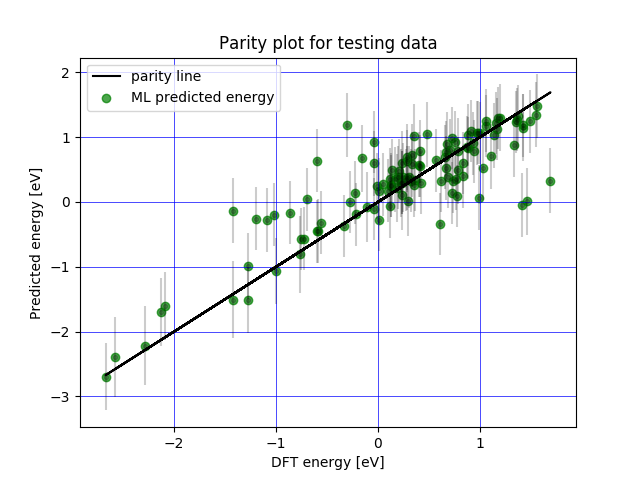 Parity plot for testing data
parity line
ML predicted energy
Predicted energy [eV]
2
1
0
−1
−2
−3
−2
−1
0
1
DFT energy [eV]